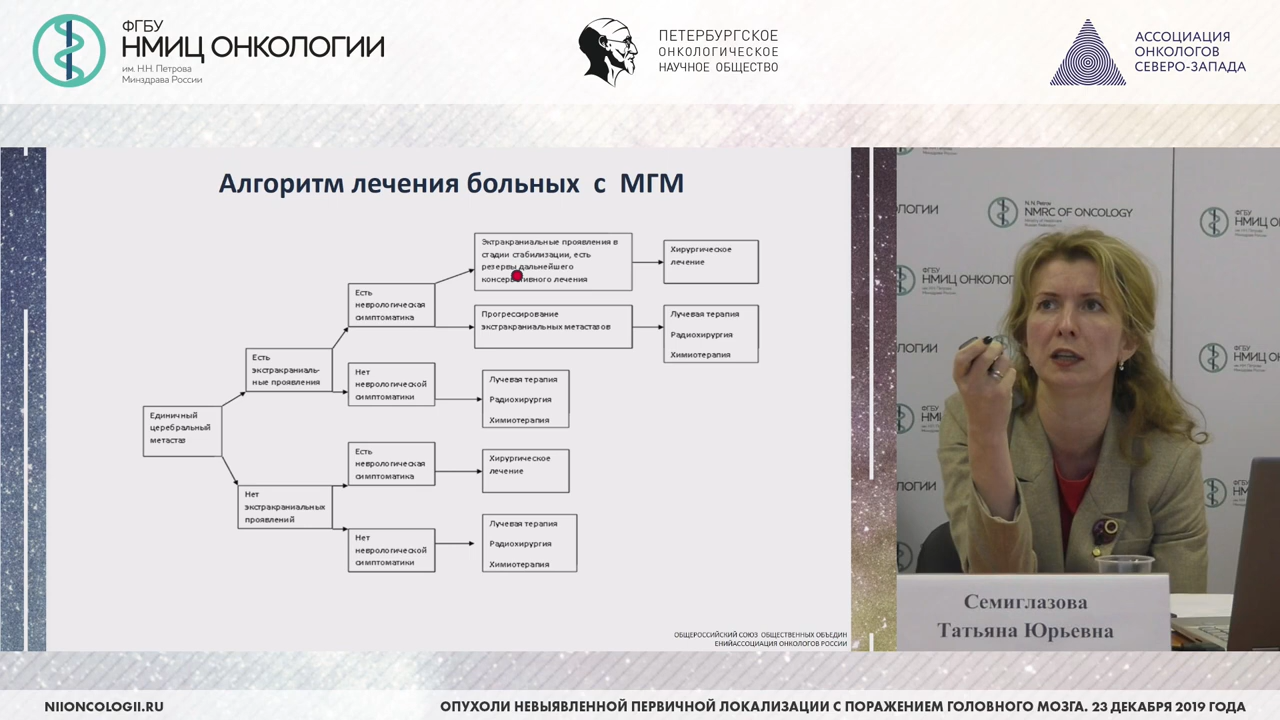 ФГБУ
НМИЦ ОНКОЛОГИИ
им. Н.Н. Петрова
Минздрава России
ПЕТЕРБУРГСКОЕ
ОНКОЛОГИЧЕСКОЕ
НАУЧНОЕ ОБЩЕСТВО
АССОЦИАЦИЯ
ОНКОЛОГОВ
СЕВЕРО-ЗАПАДА
Алгоритм лечения больных с МГМ
Единичный
церебральный
метастаз
Есть
экстракраниаль-
ные проявления
Нет
экстракраниальных
проявлений
Есть
неврологическая
симптоматика
Нет
неврологической
симптоматики
Есть
неврологическая
симптоматика
Нет
неврологической
симптоматики
Эктракраниальные проявления в
стадии стабилизации, есть
резервы дальнейшего
лечения
Прогрессирование
экстракраниальных метастазов
Хирургическое
лечение
Лучевая терапия
Радиохирургия
Химиотерапия
Лучевая терапия
Радиохирургия
Химиотерапия
Хирургическое
лечение
Лучевая терапия
Радиохирургия
Химиотерапия
ОБЩЕРОССИЙСКИЙ СОЮЗ ОБЩЕСТВЕННЫХ ОБЪЕДИН
ЕНИЙАССОЦИАЦИЯ ОНКОЛОГОВ РОССИИ
NMRC OF ONCOLOGY
ФГБУ
НМИЦ ОНКОЛОГ
Семиглазова
Татьяна Юрьевна
NIIONCOLOGII.RU
ОПУХОЛИ НЕВЫЯВЛЕННОЙ ПЕРВИЧНОЙ ЛОКАЛИЗАЦИИ С ПОРАЖЕНИЕМ ГОЛОВНОГО МОЗГА. 23 ДЕКАБРЯ 2019 ГОДА